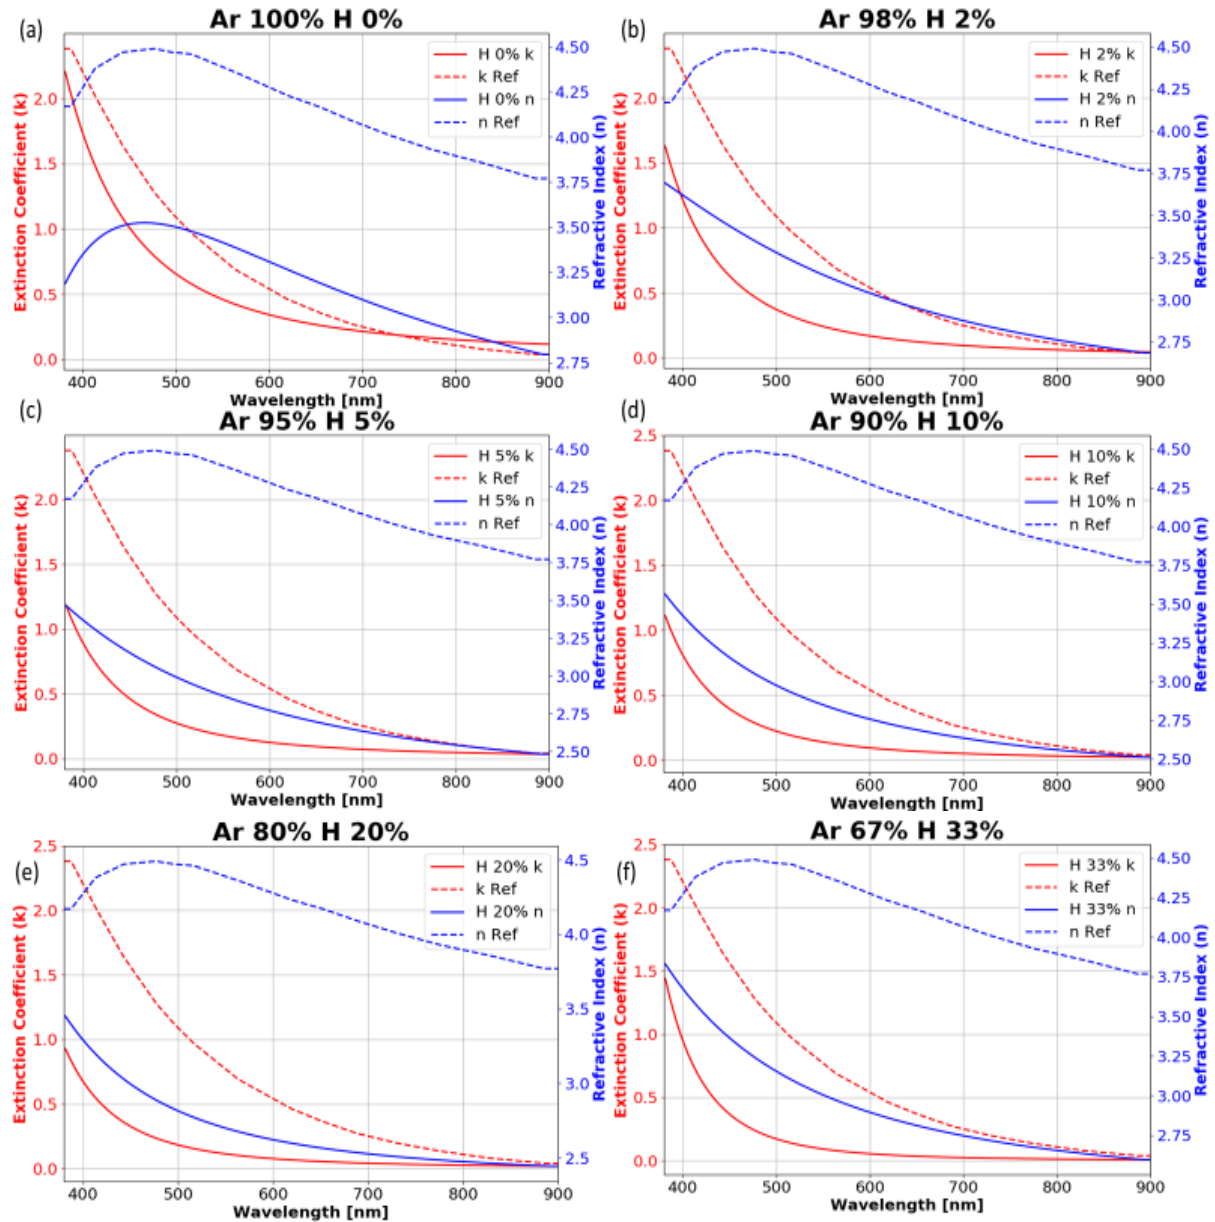 (a)
Ar 100% H 0%
Extinction Coefficient (k)
2.0
1.5
1.0
0.5
0.0
H 0% k
k Ref
H 0% n
n Ref
4.50
4.25
4.00
3.75
3.50
3.25
3.00
2.75
Refractive Index (n)
400 500 600 700 800 900
Wavelength [nm]
(b)
Ar 98% H 2%
Extinction Coefficient (k)
2.0
1.5
1.0
0.5
0.0
H 2% k
k Ref
H 2% n
n Ref
4.50
4.25
4.00
3.75
3.50
3.25
3.00
2.75
Refractive Index (n)
400 500 600 700 800 900
Wavelength [nm]
(c)
Ar 95% H 5%
Extinction Coefficient (k)
2.0
1.5
1.0
0.5
0.0
H 5% k
k Ref
H 5% n
n Ref
4.50
4.25
4.00
3.75
3.50
3.25
3.00
2.75
2.50
Refractive Index (n)
400 500 600 700 800 900
Wavelength [nm]
(d)
Ar 90% H 10%
Extinction Coefficient (k)
2.5
2.0
1.5
1.0
0.5
0.0
H 10% k
k Ref
H 10% n
n Ref
4.50
4.25
4.00
3.75
3.50
3.25
3.00
2.75
2.50
Refractive Index (n)
400 500 600 700 800 900
Wavelength [nm]
(e)
Ar 80% H 20%
Extinction Coefficient (k)
2.5
2.0
1.5
1.0
0.5
0.0
H 20% k
k Ref
H 20% n
n Ref
4.5
4.0
3.5
3.0
2.5
Refractive Index (n)
400 500 600 700 800 900
Wavelength [nm]
(f)
Ar 67% H 33%
Extinction Coefficient (k)
2.5
2.0
1.5
1.0
0.5
0.0
H 33% k
k Ref
H 33% n
n Ref
4.50
4.25
4.00
3.75
3.50
3.25
3.00
2.75
Refractive Index (n)
400 500 600 700 800 900
Wavelength [nm]